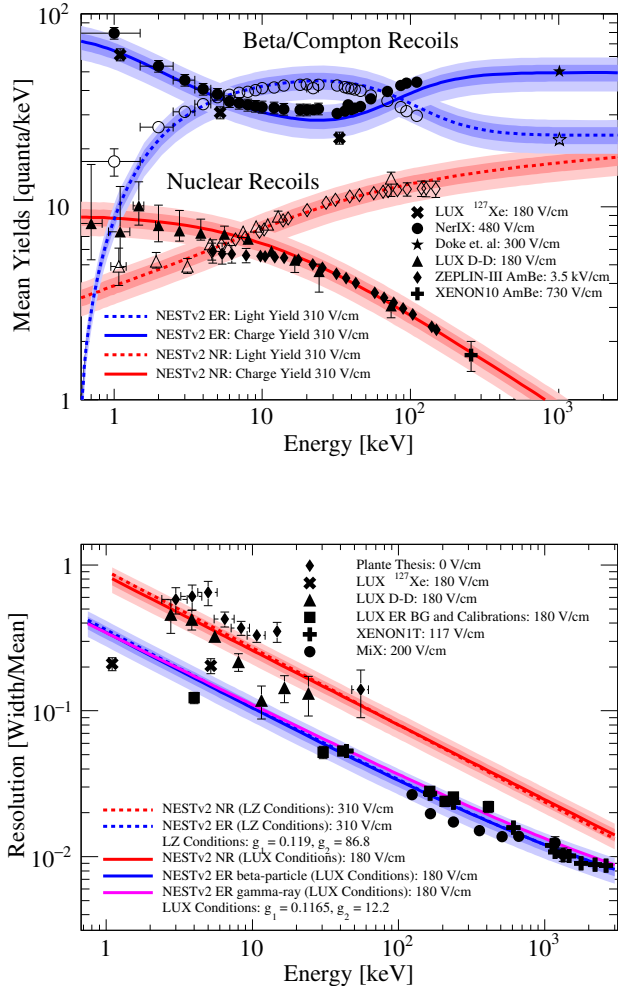 Beta/Compton Recoils
Nuclear Recoils
Mean Yields [quanta/keV]
10²
10
1
LUX ¹²⁷Xe: 180 V/cm
NerIX: 480 V/cm
Doke et. al: 300 V/cm
LUX D-D: 180 V/cm
ZEPLIN-III AmBe: 3.5 kV/cm
XENON10 AmBe: 730 V/cm
NESTv2 ER: Light Yield 310 V/cm
NESTv2 ER: Charge Yield 310 V/cm
NESTv2 NR: Light Yield 310 V/cm
NESTv2 NR: Charge Yield 310 V/cm
1 10 10² 10³
Energy [keV]
Resolution [Width/Mean]
1
10⁻¹
10⁻²
Plante Thesis: 0 V/cm
LUX ¹²⁷Xe: 180 V/cm
LUX D-D: 180 V/cm
LUX ER BG and Calibrations: 180 V/cm
XENON1T: 117 V/cm
MiX: 200 V/cm
NESTv2 NR (LZ Conditions): 310 V/cm
NESTv2 ER (LZ Conditions): 310 V/cm
LZ Conditions: g₁ = 0.119, g₂ = 86.8
NESTv2 NR (LUX Conditions): 180 V/cm
NESTv2 ER beta-particle (LUX Conditions): 180 V/cm
NESTv2 ER gamma-ray (LUX Conditions): 180 V/cm
LUX Conditions: g₁ = 0.1165, g₂ = 12.2
1 10 10² 10³
Energy [keV]